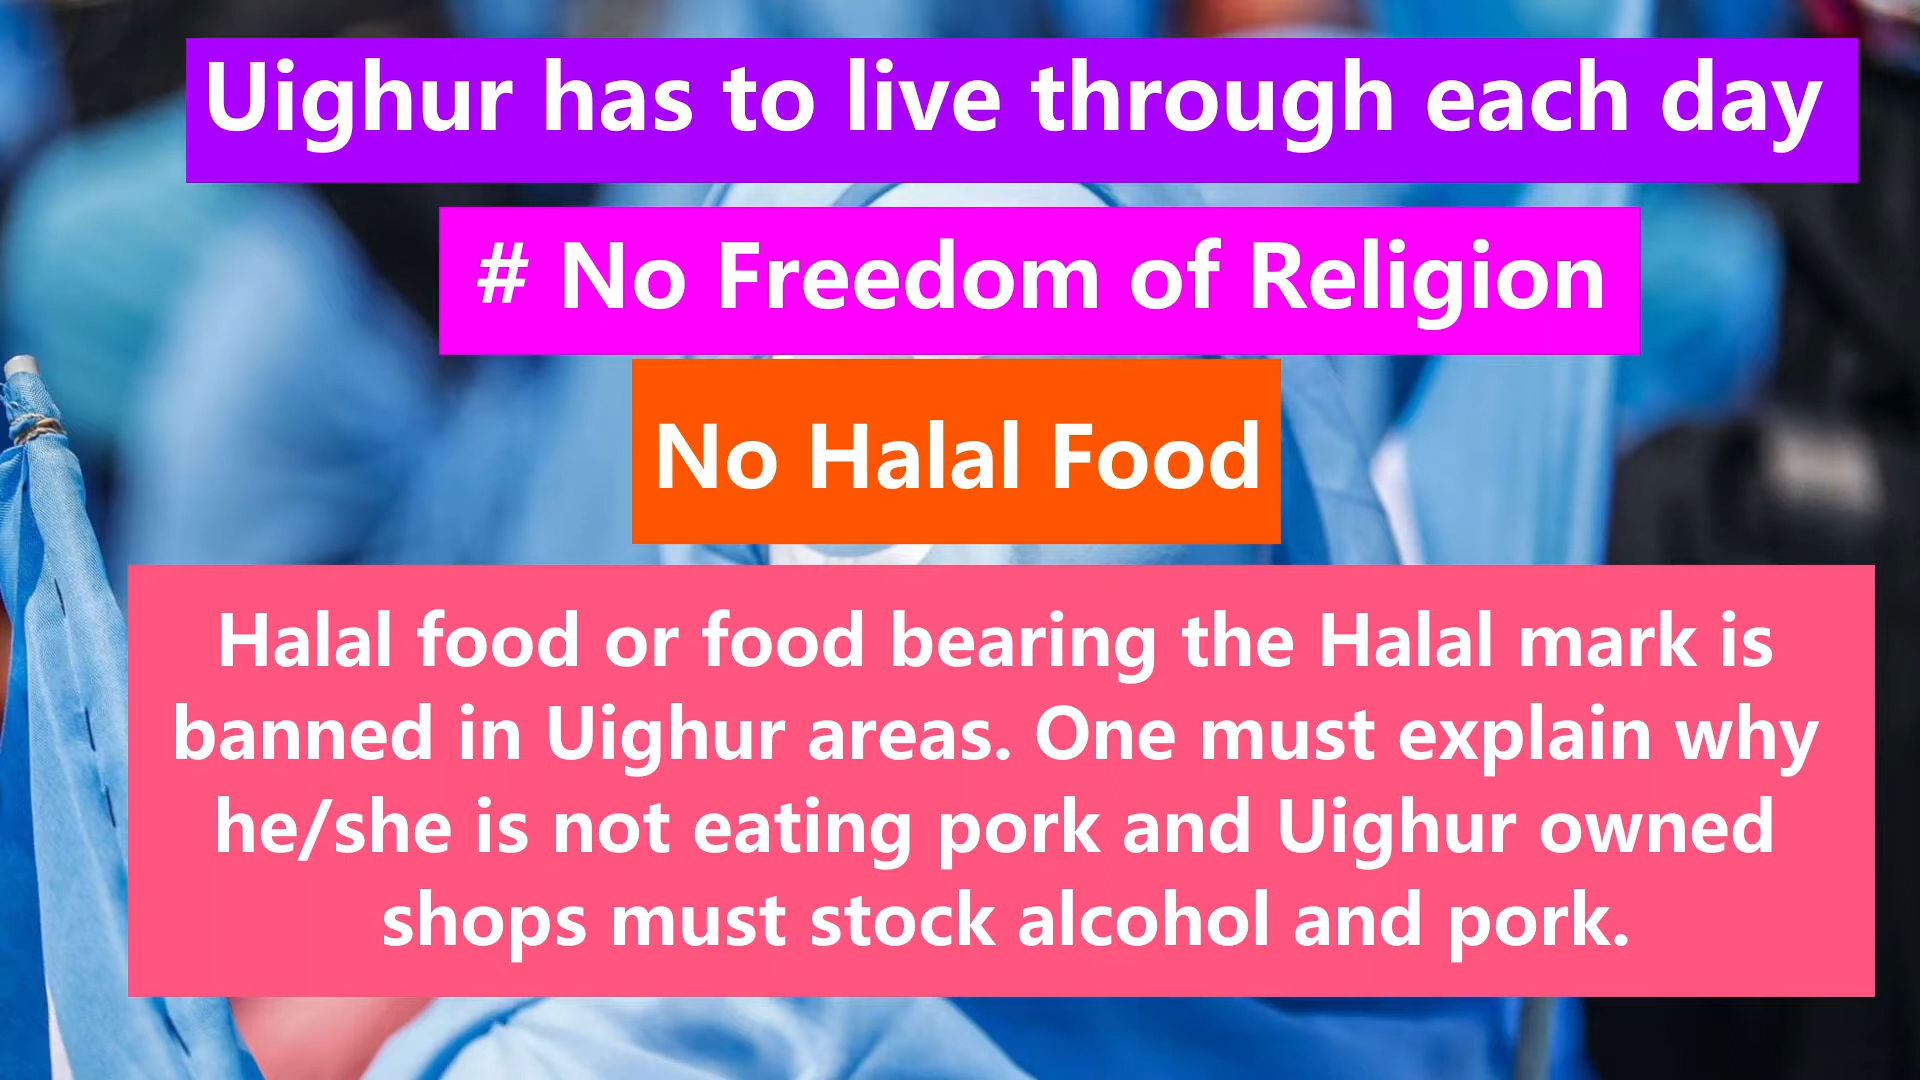 Uighur has to live through each day
# No Freedom of Religion
No Halal Food
Halal food or food bearing the Halal mark is
banned in Uighur areas. One must explain why
he/she is not eating pork and Uighur owned
shops must stock alcohol and pork.